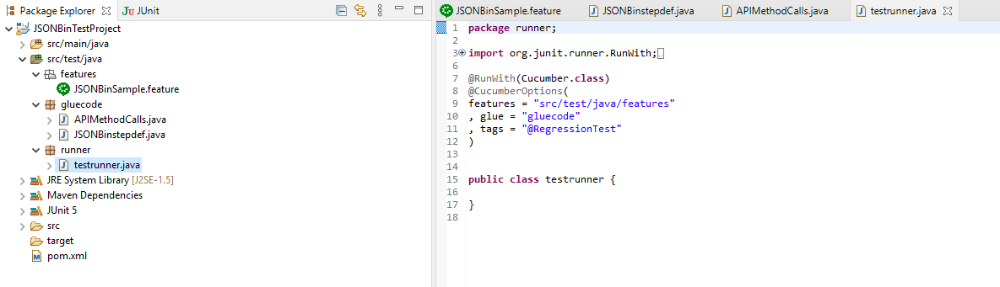 Package Explorer
JUnit
JSONBinTestProject
src/main/java
src/test/java
features
JSONBinSample.feature
gluecode
APIMethodCalls.java
JSONBinstepdef.java
runner
testrunner.java
JRE System Library [J2SE-1.5]
Maven Dependencies
JUnit 5
src
target
pom.xml
JSONBinSample.feature
JSONBinstepdef.java
APIMethodCalls.java
testrunner.java
1 package runner;
2
3 import org.junit.runner.RunWith;
6
7 @RunWith(Cucumber.class)
8 @CucumberOptions(
9 features = "src/test/java/features"
10 , glue = "gluecode"
11 , tags = "@RegressionTest"
12 )
13
14
15 public class testrunner {
16
17 }
18